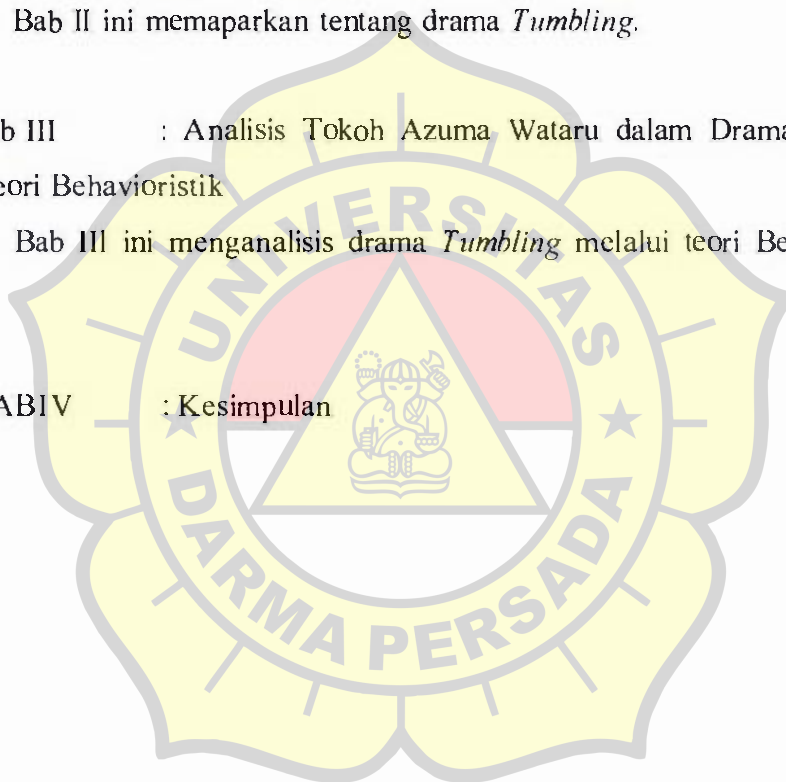 Bab II ini memaparkan tentang drama Tumbling.
b III : Analisis Tokoh Azuma Wataru dalam Drama
eori Behavioristik
Bab III ini menganalisis drama Tumbling melalui teori Be
ABIV : Kesimpulan
UNIVERSITAS
DARMA PERSADA